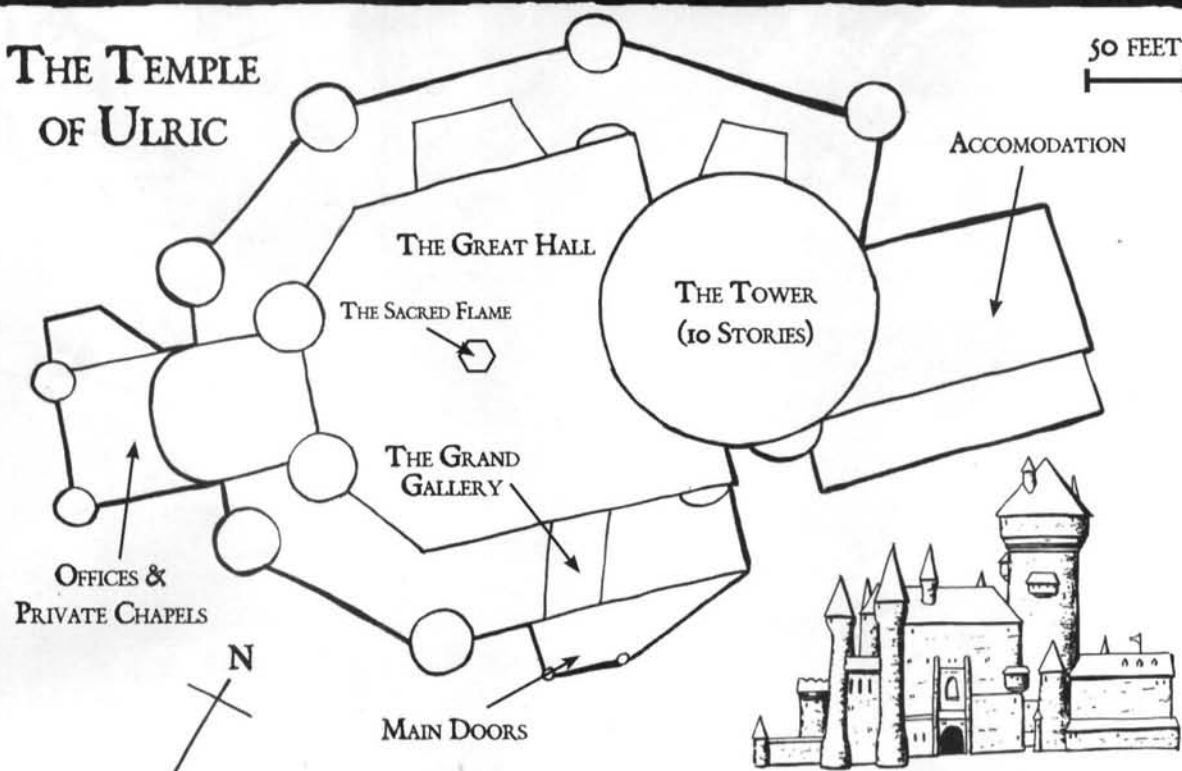 The Temple
of Ulric
50 Feet
Accomodation
The Great Hall
The Sacred Flame
The Tower
(10 Stories)
The Grand
Gallery
Offices &
Private Chapels
N
Main Doors